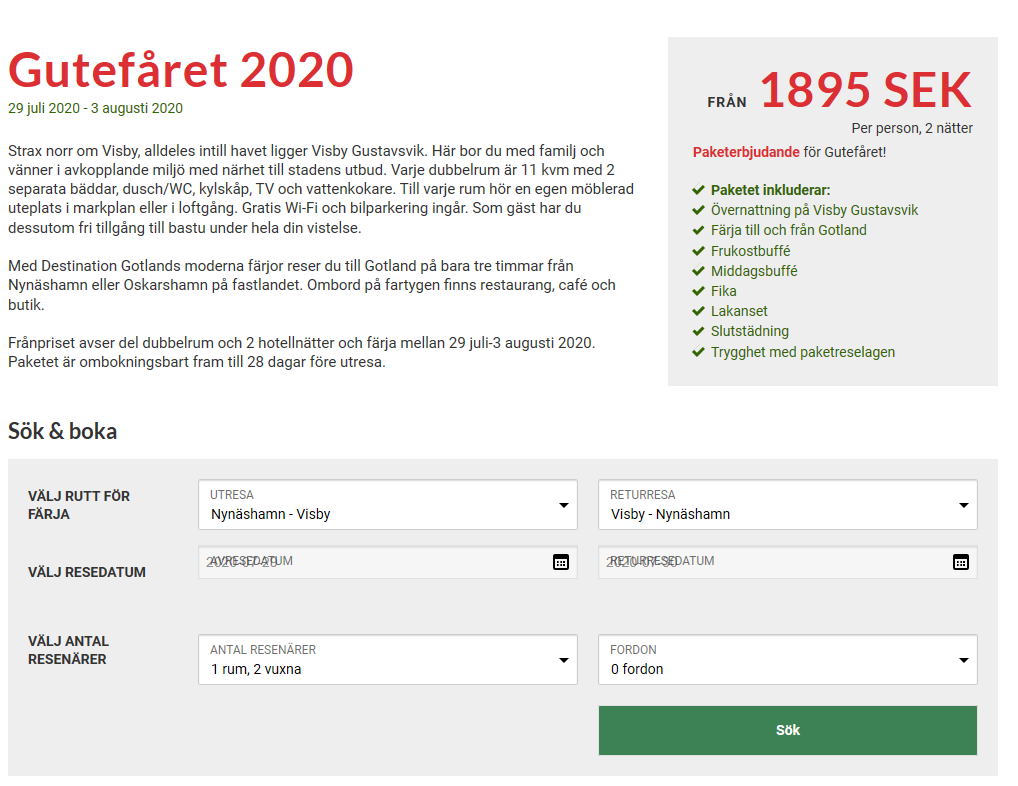 Gutefåret 2020
29 juli 2020 - 3 augusti 2020
Strax norr om Visby, alldeles intill havet ligger Visby Gustavsvik. Här bor du med familj och
vänner i avkopplande miljö med närhet till stadens utbud. Varje dubbelrum är 11 kvm med 2
separata bäddar, dusch/WC, kylskåp, TV och vattenkokare. Till varje rum hör en egen möblerad
uteplats i markplan eller i loftgång. Gratis Wi-Fi och bilparkering ingår. Som gäst har du
dessutom fri tillgång till bastu under hela din vistelse.
Med Destination Gotlands moderna färjor reser du till Gotland på bara tre timmar från
Nynäshamn eller Oskarshamn på fastlandet. Ombord på fartygen finns restaurang, café och
butik.
Frånpriset avser del dubbelrum och 2 hotellnätter och färja mellan 29 juli-3 augusti 2020.
Paketet är ombokningsbart fram till 28 dagar före utresa.
FRÅN 1895 SEK
Per person, 2 nätter
Paketerbjudande för Gutefåret!
Paketet inkluderar:
Övernattning på Visby Gustavsvik
Färja till och från Gotland
Frukostbuffé
Middagsbuffé
Fika
Lakanset
Slutstädning
Trygghet med paketreselagen
Sök & boka
VÄLJ RUTT FÖR
FÄRJA
UTRESA
Nynäshamn - Visby
RETURRESA
Visby - Nynäshamn
VÄLJ RESEDATUM
AVRESEDATUM
2020-07-29
RETURRESEDATUM
2020-07-30
VÄLJ ANTAL
RESENÄRER
ANTAL RESENÄRER
1 rum, 2 vuxna
FORDON
0 fordon
Sök